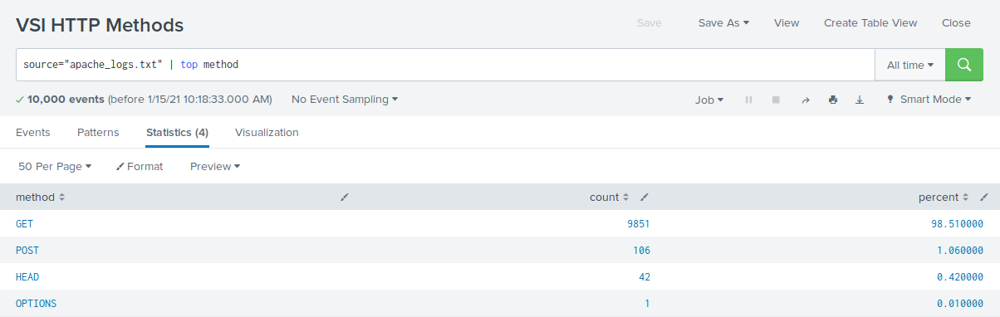 VSI HTTP Methods Save Save As View Create Table View Close
source="apache_logs.txt" | top method All time
10,000 events (before 1/15/21 10:18:33.000 AM) No Event Sampling Job Smart Mode
Events Patterns Statistics (4) Visualization
50 Per Page Format Preview
method count percent
GET 9851 98.510000
POST 106 1.060000
HEAD 42 0.420000
OPTIONS 1 0.010000